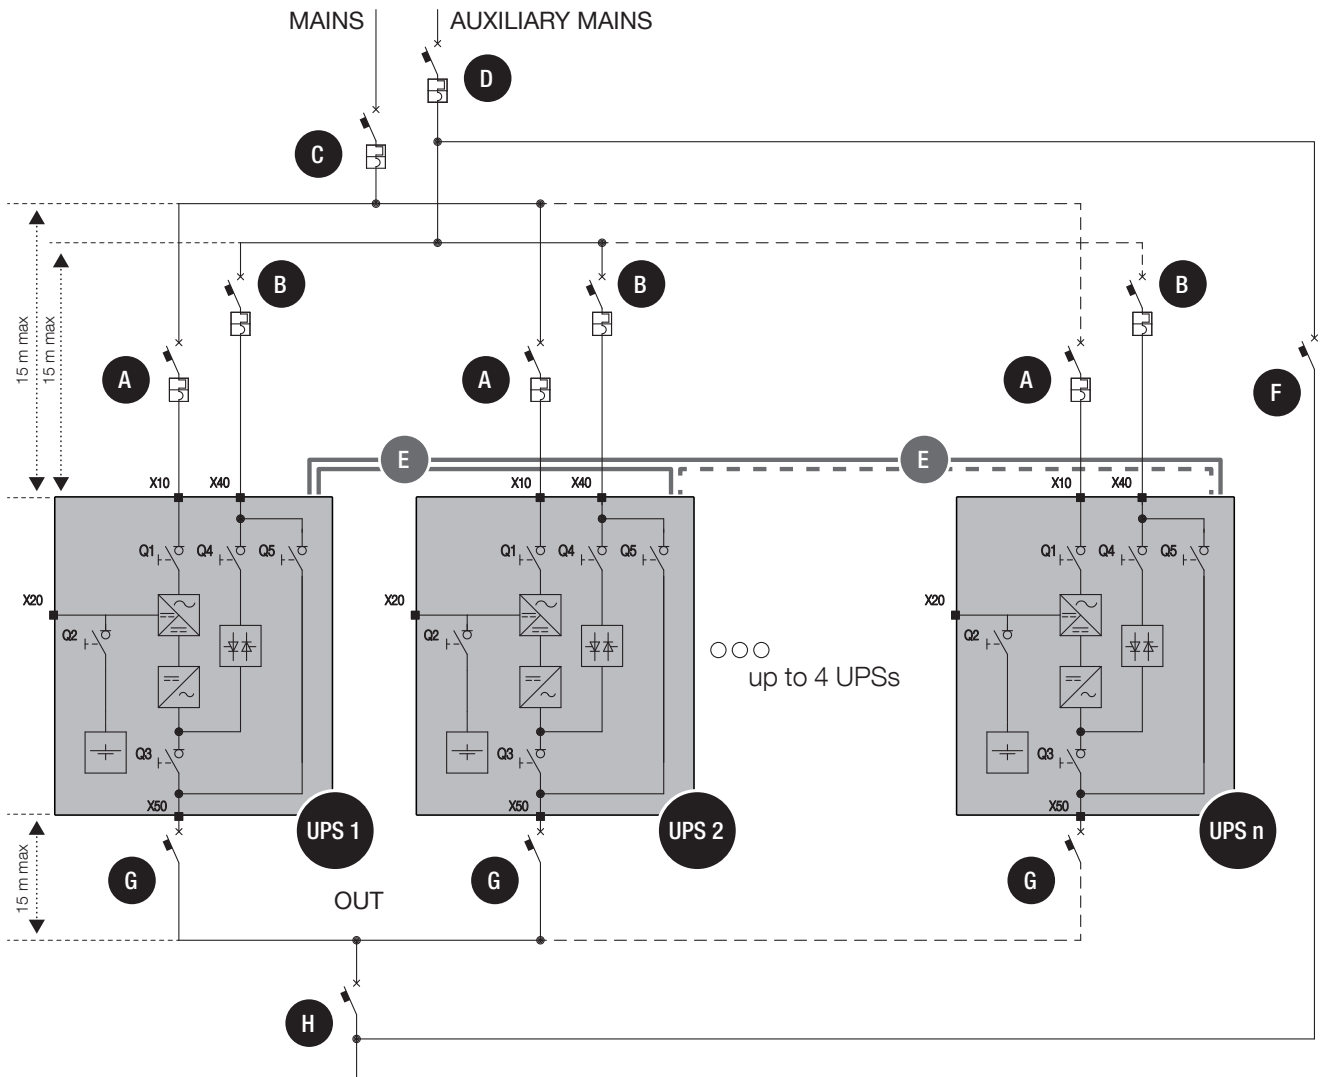 MAINS
AUXILIARY MAINS
D
C
B
B
B
15 m max
15 m max
A
A
A
F
E
E
X10
X40
X10
X40
X10
X40
Q1
Q4
Q5
Q1
Q4
Q5
Q1
Q4
Q5
X20
X20
X20
Q2
Q2
Q2
up to 4 UPSs
Q3
Q3
Q3
X50
X50
X50
UPS 1
UPS 2
UPS n
15 m max
G
G
G
OUT
H